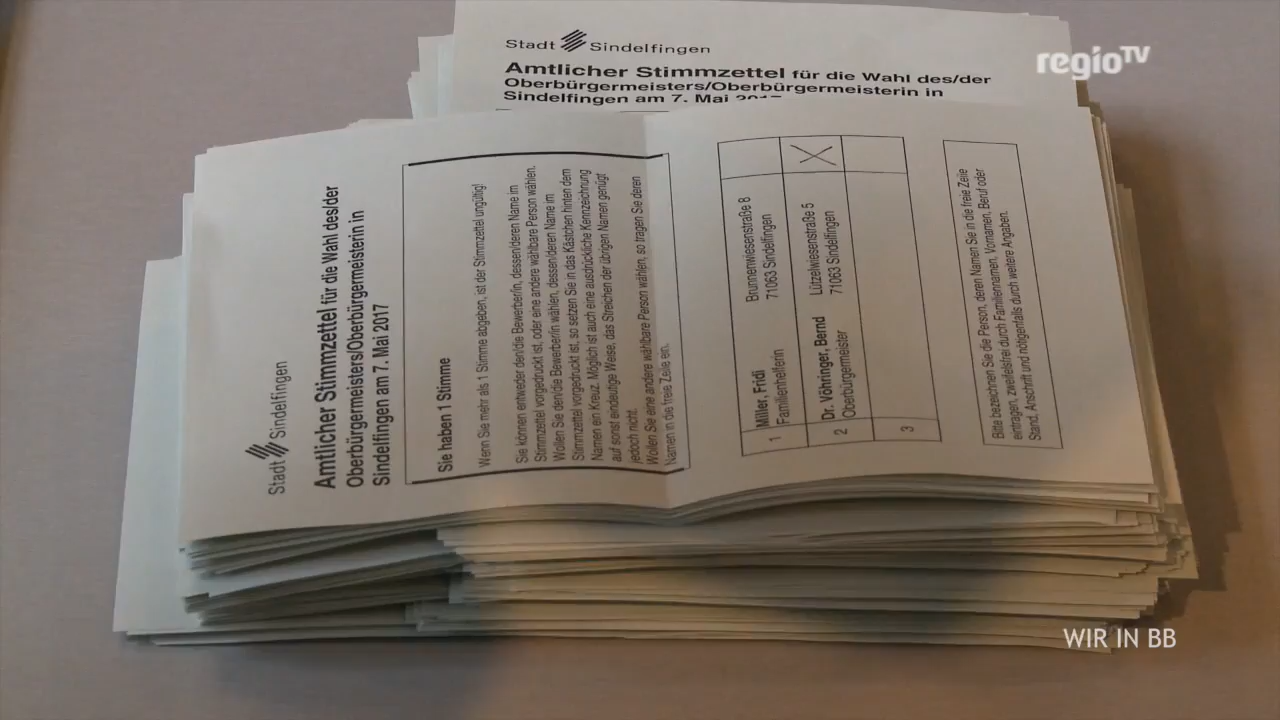 Stadt Sindelfingen
Amtlicher Stimmzettel für die Wahl des/der
Oberbürgermeisters/Oberbürgermeisterin in
Sindelfingen am 7. Mai 2017
regioTV
Stadt Sindelfingen
Amtlicher Stimmzettel für die Wahl des/der
Oberbürgermeisters/Oberbürgermeisterin in
Sindelfingen am 7. Mai 2017
Sie haben 1 Stimme
Wenn Sie mehr als 1 Stimme abgeben, ist der Stimmzettel ungültig!
Sie können entweder den/die Bewerber/in, dessen/deren Name im
Stimmzettel vorgedruckt ist, oder eine andere wählbare Person wählen.
Wollen Sie den/die Bewerber/in wählen, dessen/deren Name im
Stimmzettel vorgedruckt ist, so setzen Sie in das Kästchen hinten dem
Namen ein Kreuz. Möglich ist auch eine ausdrückliche Kennzeichnung
auf sonst eindeutige Weise, das Streichen der übrigen Namen genügt
jedoch nicht.
Wollen Sie eine andere wählbare Person wählen, so tragen Sie deren
Namen in die freie Zeile ein.
1 Miller, Fridi Brunnenwiesenstraße 8
Familienhelferin 71063 Sindelfingen
2 Dr. Vöhringer, Bernd Lützelwiesenstraße 5 X
Oberbürgermeister 71063 Sindelfingen
3
Bitte bezeichnen Sie die Person, deren Namen Sie in die freie Zeile
eintragen, zweifelsfrei durch Familiennamen, Vornamen, Beruf oder
Stand, Anschrift und nötigenfalls durch weitere Angaben.
WIR IN BB